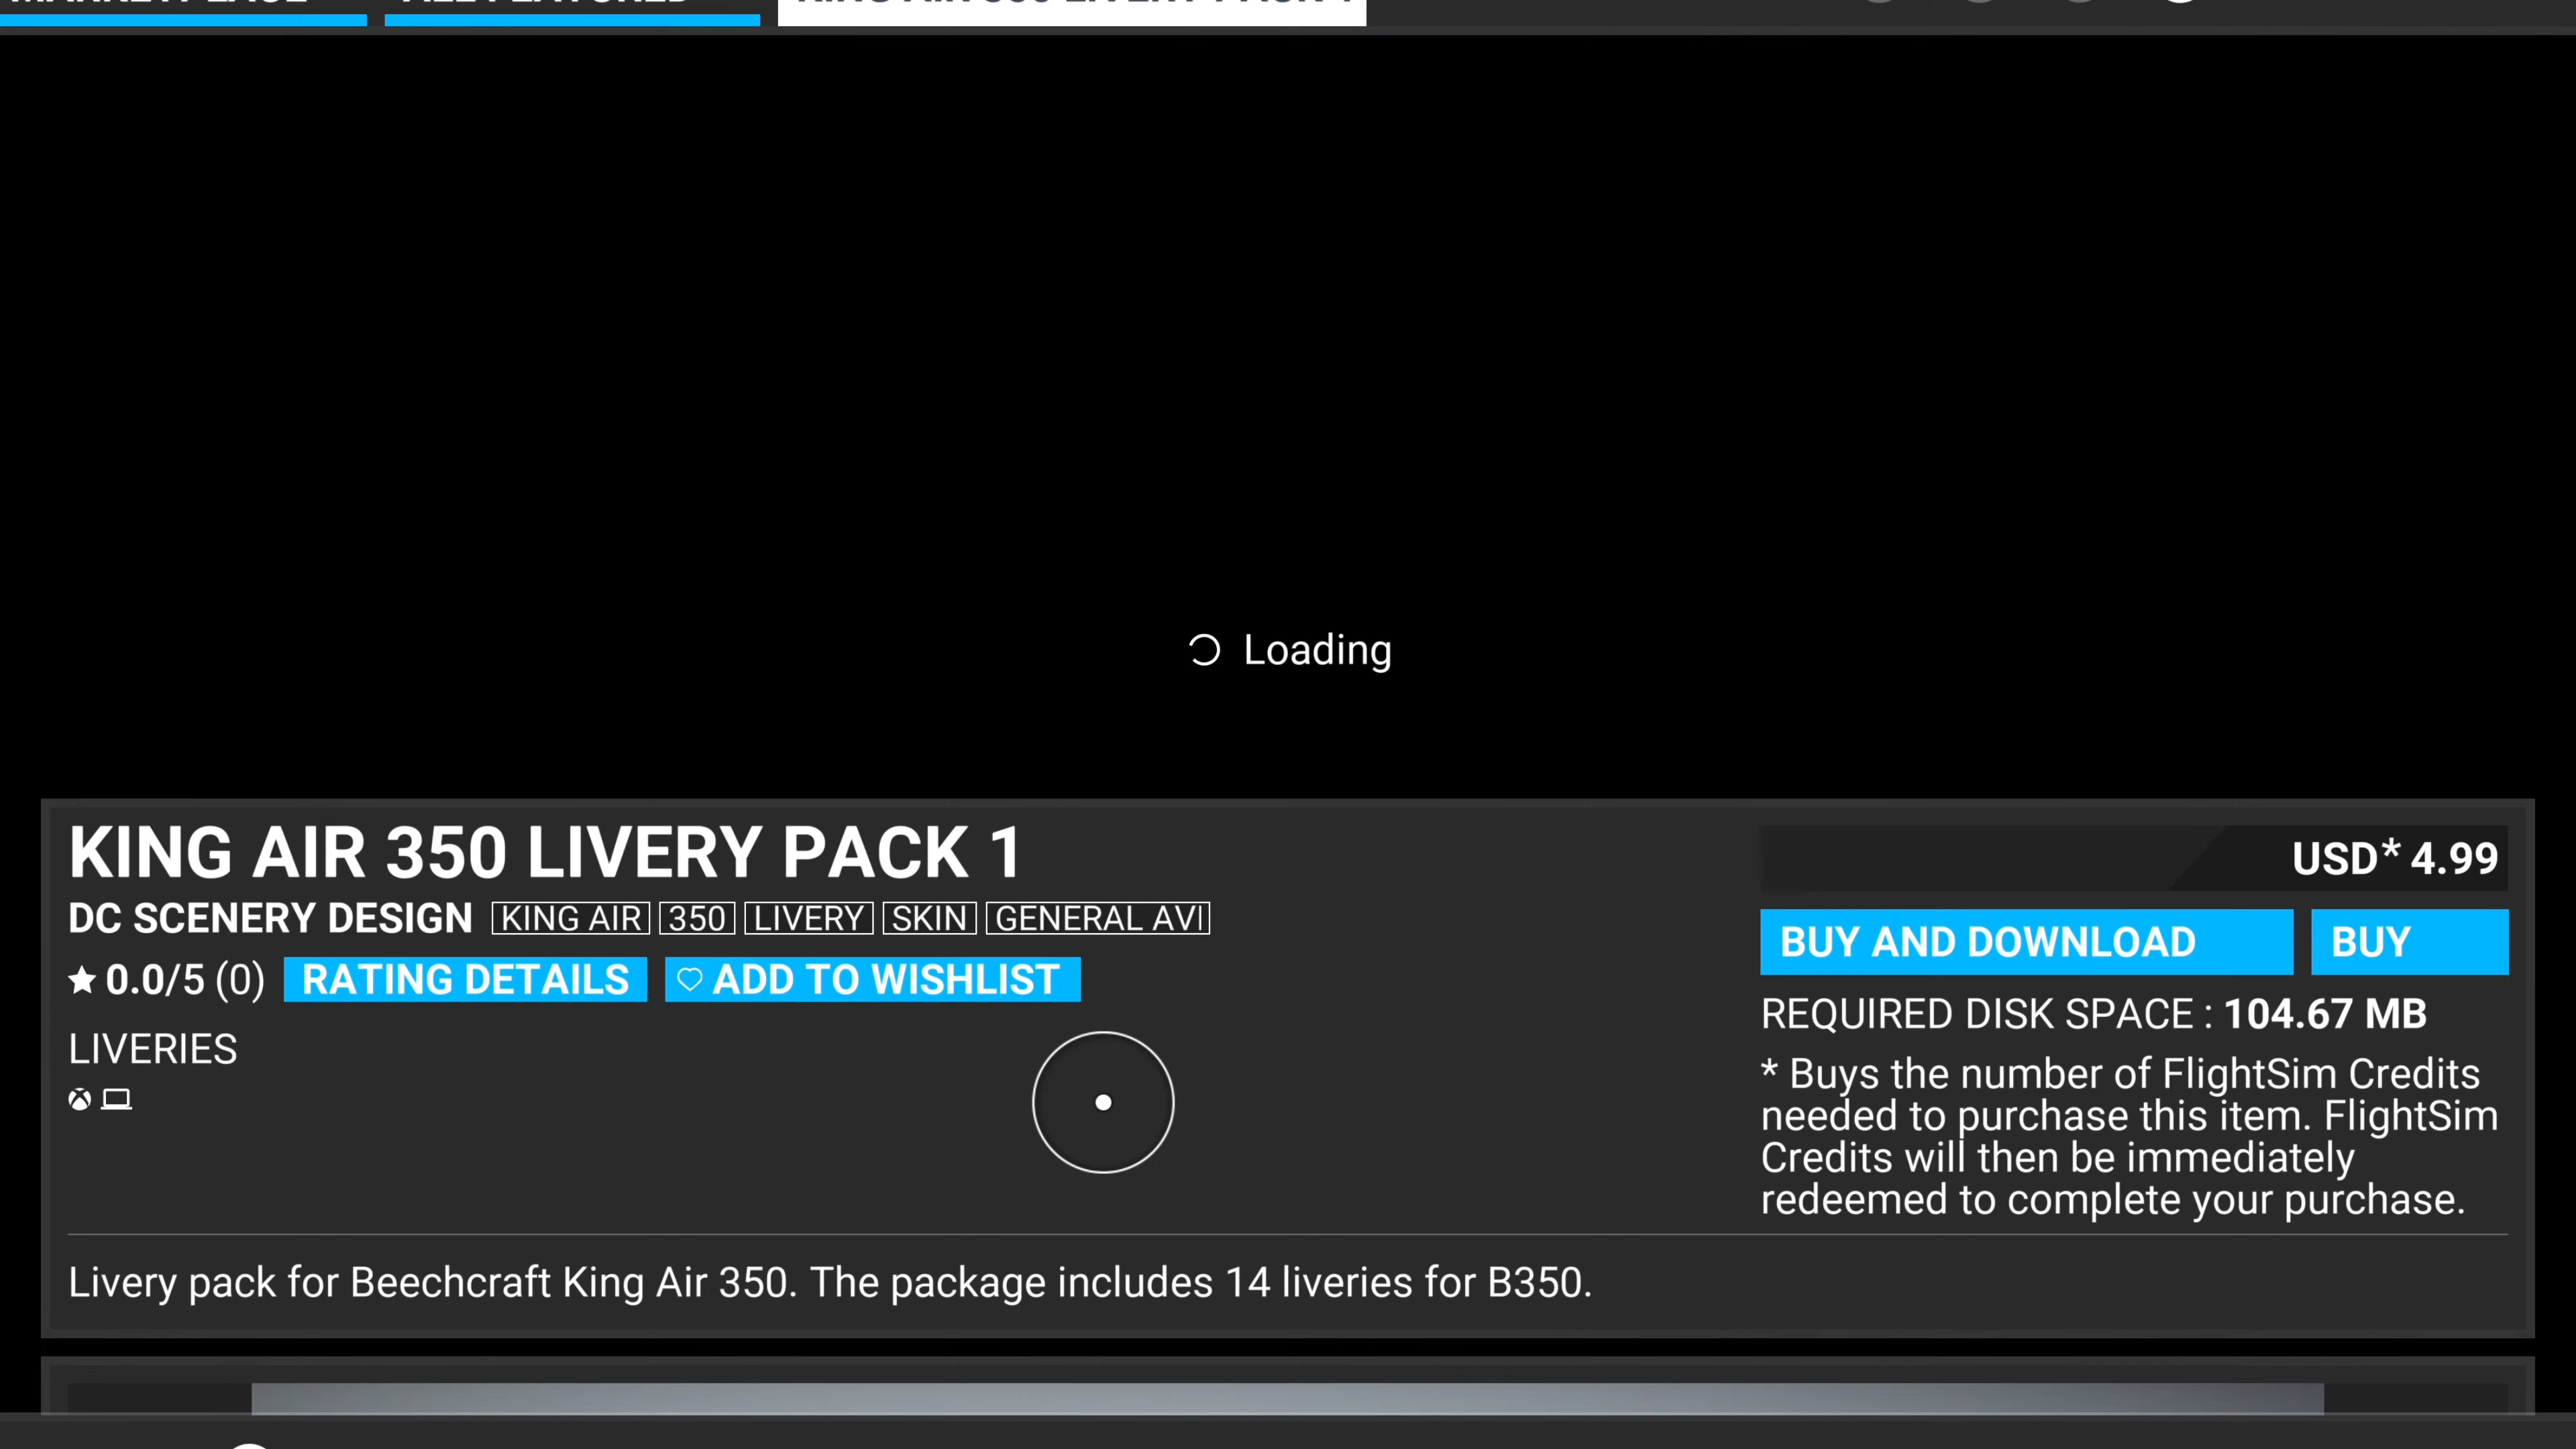 Loading
KING AIR 350 LIVERY PACK 1
DC SCENERY DESIGN KING AIR 350 LIVERY SKIN GENERAL AVI
0.0/5 (0) RATING DETAILS ADD TO WISHLIST
LIVERIES
USD* 4.99
BUY AND DOWNLOAD BUY
REQUIRED DISK SPACE : 104.67 MB
* Buys the number of FlightSim Credits
needed to purchase this item. FlightSim
Credits will then be immediately
redeemed to complete your purchase.
Livery pack for Beechcraft King Air 350. The package includes 14 liveries for B350.